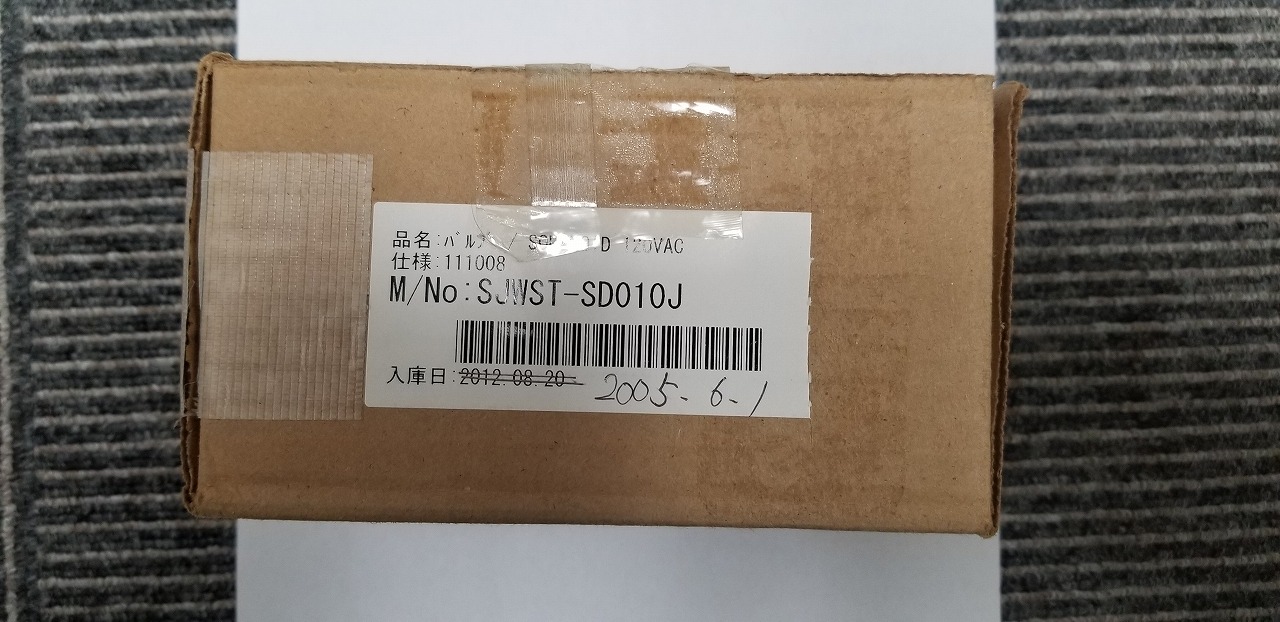 品名:バルブ / D 120VAC
仕様:111008
M/No:SJWST-SD010J
入庫日:2012.08.20 2005.6.1